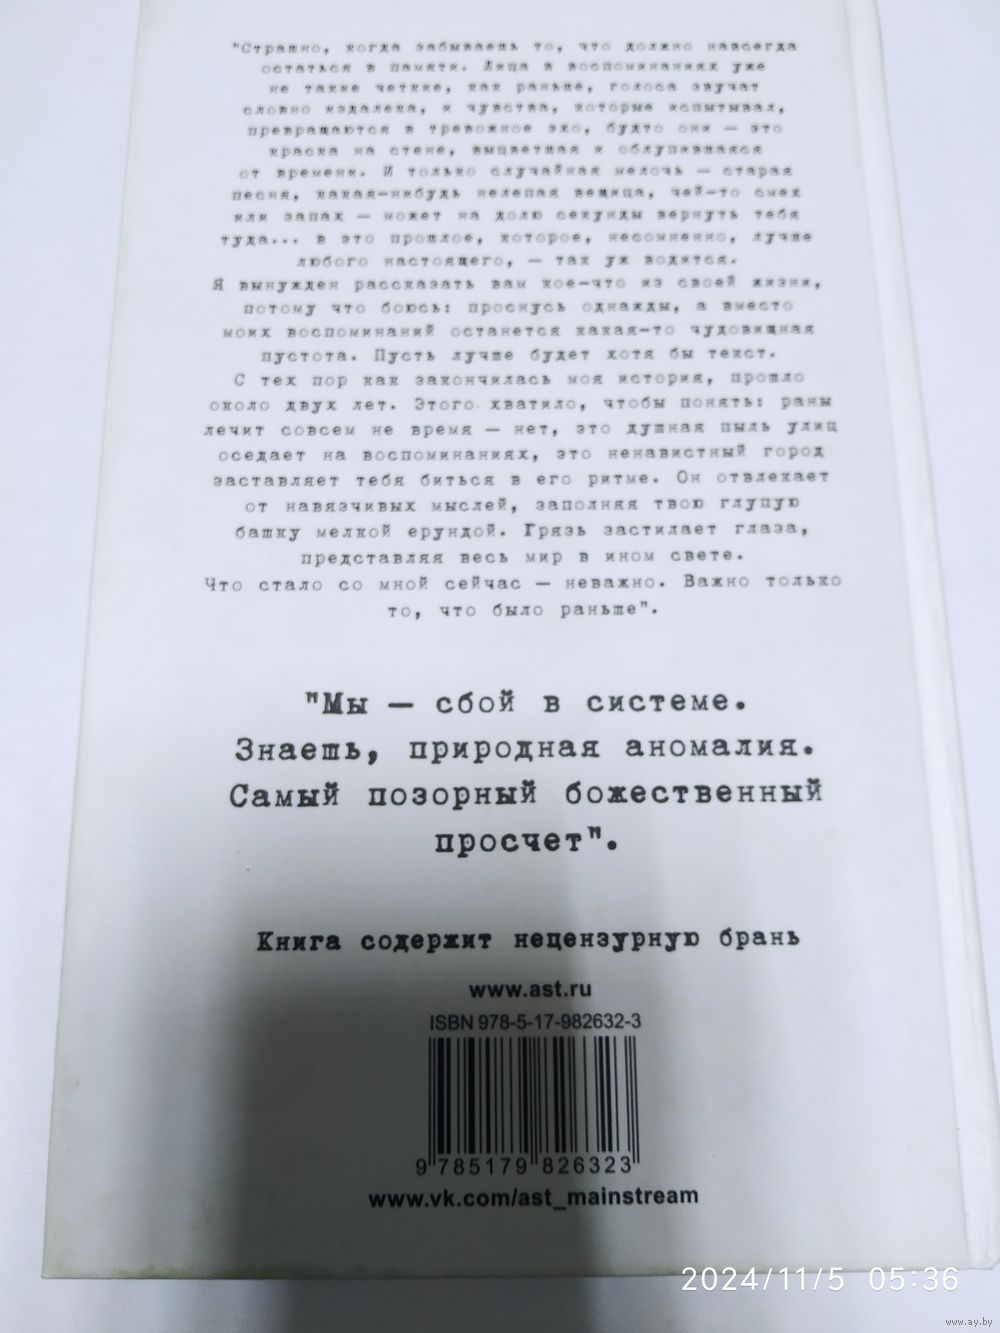 "Страшно, когда забываешь то, что должно навсегда
остаться в памяти. Лица в воспоминаниях уже
не такие четкие, как раньше, голоса звучат
словно издалека, и чувства, которые испытывал,
превращаются в тревожное эхо, будто они — это
краска на стене, выцветшая и облупившаяся
от времени. И только случайная мелочь — старая
песня, какая-нибудь нелепая вещица, чей-то смех
или запах — может на долю секунды вернуть тебя
туда... в это прошлое, которое, несомненно, лучше
любого настоящего, — так уж водится.
Я вынужден рассказать вам кое-что из своей жизни,
потому что боюсь: проснусь однажды, а вместо
моих воспоминаний останется какая-то чудовищная
пустота. Пусть лучше будет хотя бы текст.
С тех пор как закончилась моя история, прошло
около двух лет. Этого хватило, чтобы понять: раны
лечит совсем не время — нет, это душная пыль улиц
оседает на воспоминаниях, это ненавистный город
заставляет тебя биться в его ритме. Он отвлекает
от навязчивых мыслей, заполняя твою глупую
башку мелкой ерундой. Грязь застилает глаза,
представляя весь мир в ином свете.
Что стало со мной сейчас — неважно. Важно только
то, что было раньше".
"Мы — сбой в системе.
Знаешь, природная аномалия.
Самый позорный божественный
просчет".
Книга содержит нецензурную брань
www.ast.ru
ISBN 978-5-17-982632-3
9 785179 826323
www.vk.com/ast_mainstream
2024/11/5 05:36
www.ay.by